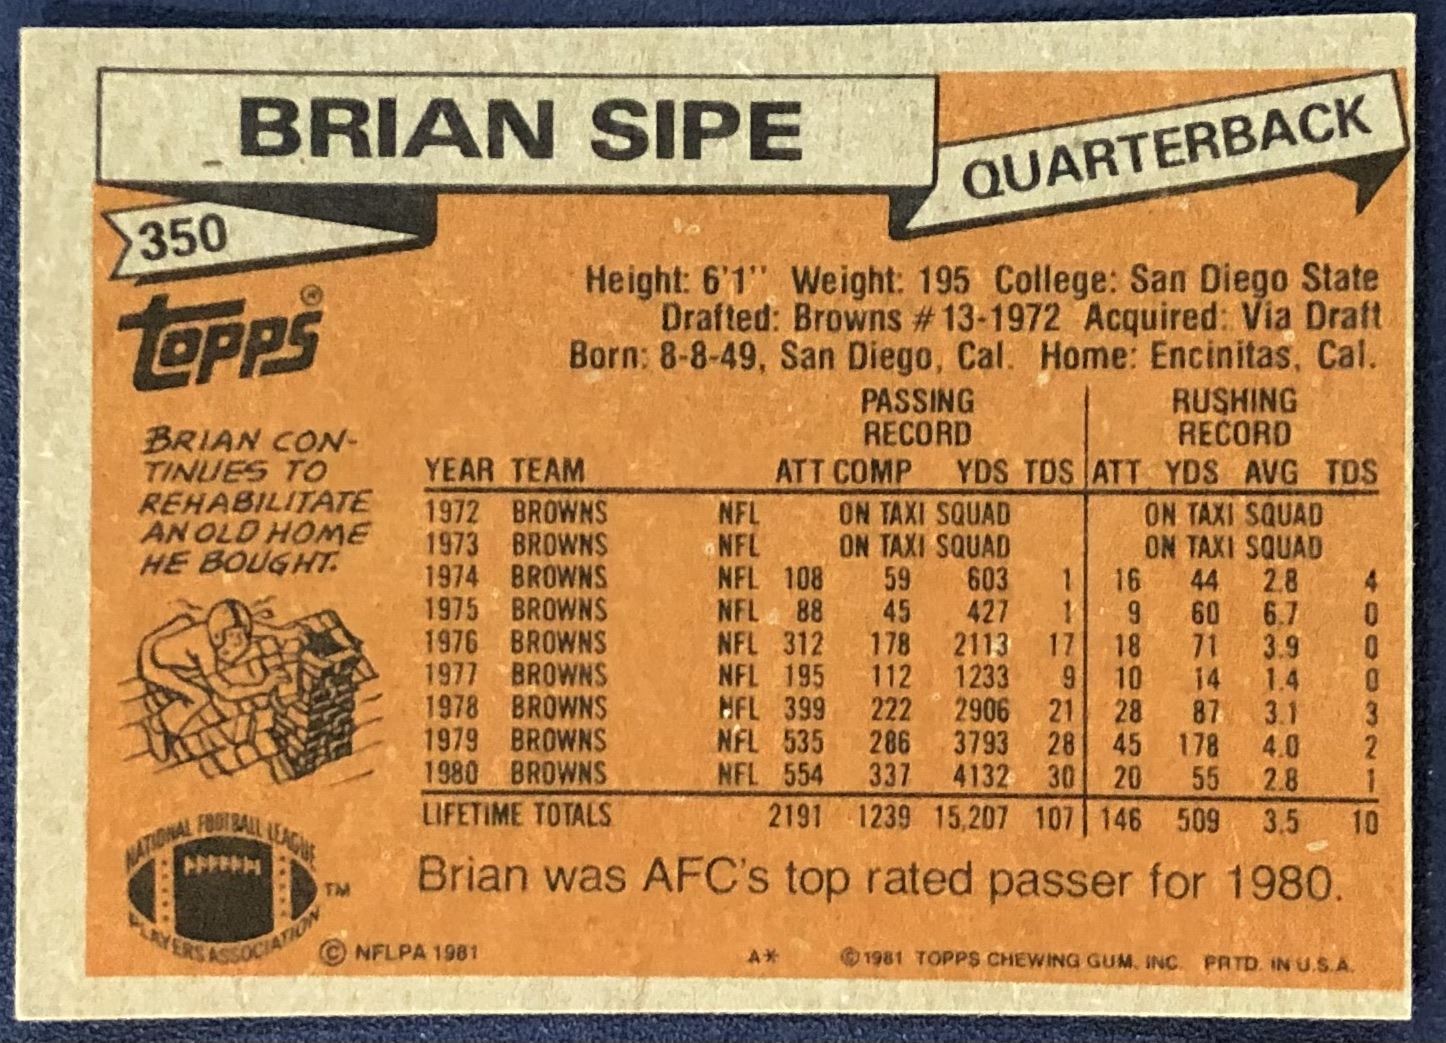 BRIAN SIPE
QUARTERBACK
350
TOPPS®
Height: 6'1'' Weight: 195 College: San Diego State
Drafted: Browns #13-1972 Acquired: Via Draft
Born: 8-8-49, San Diego, Cal. Home: Encinitas, Cal.
BRIAN CON-
TINUES TO
REHABILITATE
AN OLD HOME
HE BOUGHT.
PASSING RUSHING
RECORD RECORD
YEAR TEAM ATT COMP YDS TDS ATT YDS AVG TDS
1972 BROWNS NFL ON TAXI SQUAD ON TAXI SQUAD
1973 BROWNS NFL ON TAXI SQUAD ON TAXI SQUAD
1974 BROWNS NFL 108 59 603 1 16 44 2.8 4
1975 BROWNS NFL 88 45 427 1 9 60 6.7 0
1976 BROWNS NFL 312 178 2113 17 18 71 3.9 0
1977 BROWNS NFL 195 112 1233 9 10 14 1.4 0
1978 BROWNS NFL 399 222 2906 21 28 87 3.1 3
1979 BROWNS NFL 535 286 3793 28 45 178 4.0 2
1980 BROWNS NFL 554 337 4132 30 20 55 2.8 1
LIFETIME TOTALS 2191 1239 15,207 107 146 509 3.5 10
Brian was AFC's top rated passer for 1980.
NATIONAL FOOTBALL LEAGUE
PLAYERS ASSOCIATION
TM
© NFLPA 1981
A*
©1981 TOPPS CHEWING GUM, INC. PRTD. IN U.S.A.